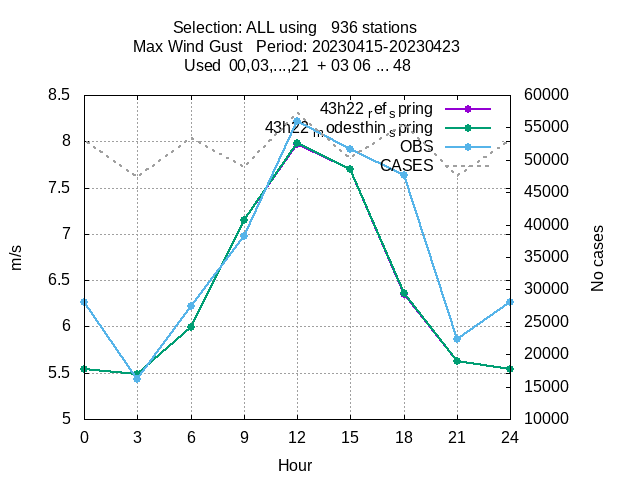 Selection: ALL using   936 stations
Max Wind Gust   Period: 20230415-20230423
Used  00,03,...,21  + 03 06 ... 48
43h22_ref_spring
43h22_modesthin_spring
OBS
CASES
8.5
8
7.5
7
6.5
6
5.5
5
60000
55000
50000
45000
40000
35000
30000
25000
20000
15000
10000
m/s
No cases
0 3 6 9 12 15 18 21 24
Hour